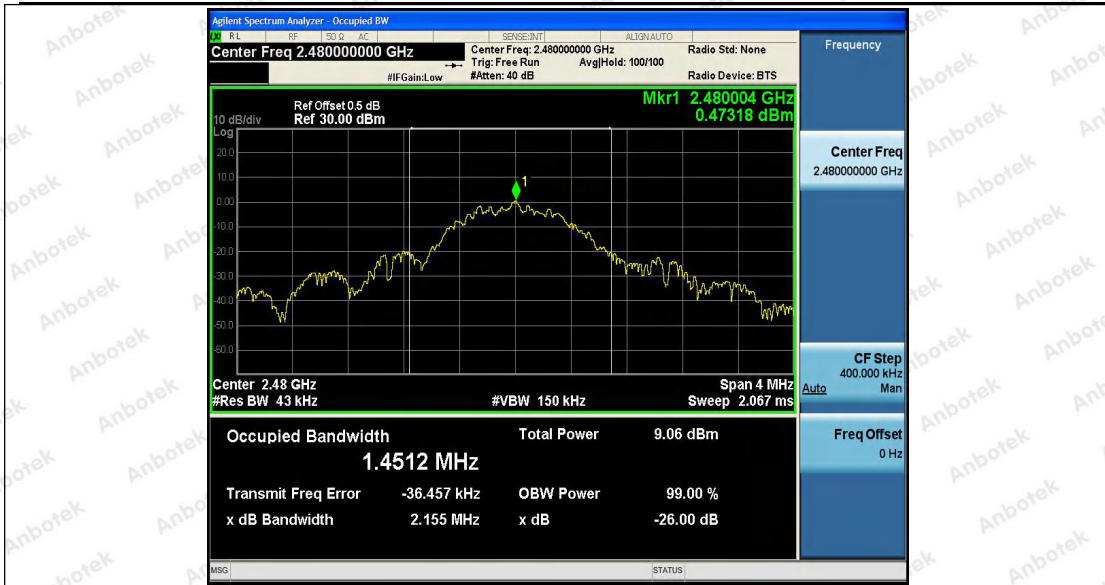 Agilent Spectrum Analyzer - Occupied BW
LXI RL RF 50 Ω AC SENSE:INT ALIGNAUTO
Center Freq 2.480000000 GHz
Center Freq: 2.480000000 GHz Radio Std: None
Trig: Free Run Avg|Hold: 100/100
#IFGain:Low #Atten: 40 dB Radio Device: BTS
Mkr1 2.480004 GHz
0.47318 dBm
Ref Offset 0.5 dB
10 dB/div Ref 30.00 dBm
Log
20.0
10.0
0.00
-10.0
-20.0
-30.0
-40.0
-50.0
-60.0
1
Center 2.48 GHz Span 4 MHz
#Res BW 43 kHz #VBW 150 kHz Sweep 2.067 ms
Occupied Bandwidth Total Power 9.06 dBm
1.4512 MHz
Transmit Freq Error -36.457 kHz OBW Power 99.00 %
x dB Bandwidth 2.155 MHz x dB -26.00 dB
MSG STATUS
Frequency
Center Freq
2.480000000 GHz
CF Step
400.000 kHz
Auto Man
Freq Offset
0 Hz
Anbotek